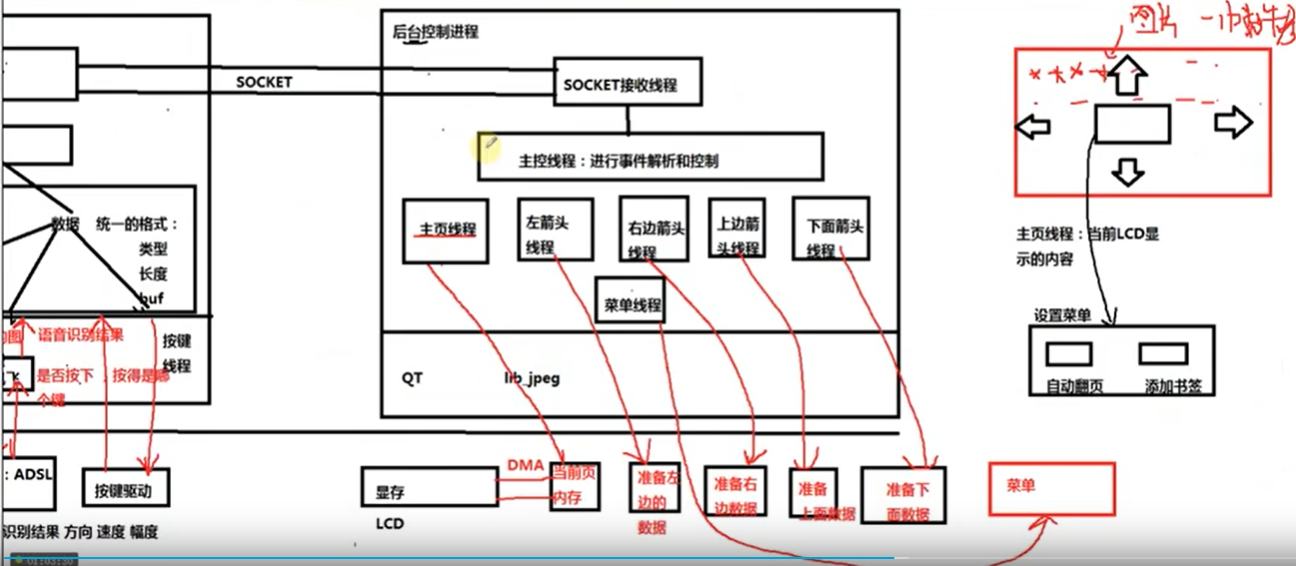 后台控制进程
SOCKET
SOCKET接收线程
主控线程：进行事件解析和控制
数据 统一的格式：
类型
长度
buf
主页线程
左箭头
线程
右边箭头
线程
上边箭
头线程
下面箭头
线程
菜单线程
图片
主页线程：当前LCD显
示的内容
设置菜单
自动翻页
添加书签
的图
语音识别结果
按键
线程
是否按下，按得是哪
个键
QT
lib_jpeg
：ADSL
按键驱动
识别结果 方向 速度 幅度
显存
LCD
DMA
当前页
内存
准备左
边的
数据
准备右
边数据
准备
上面数据
准备下
面数据
菜单